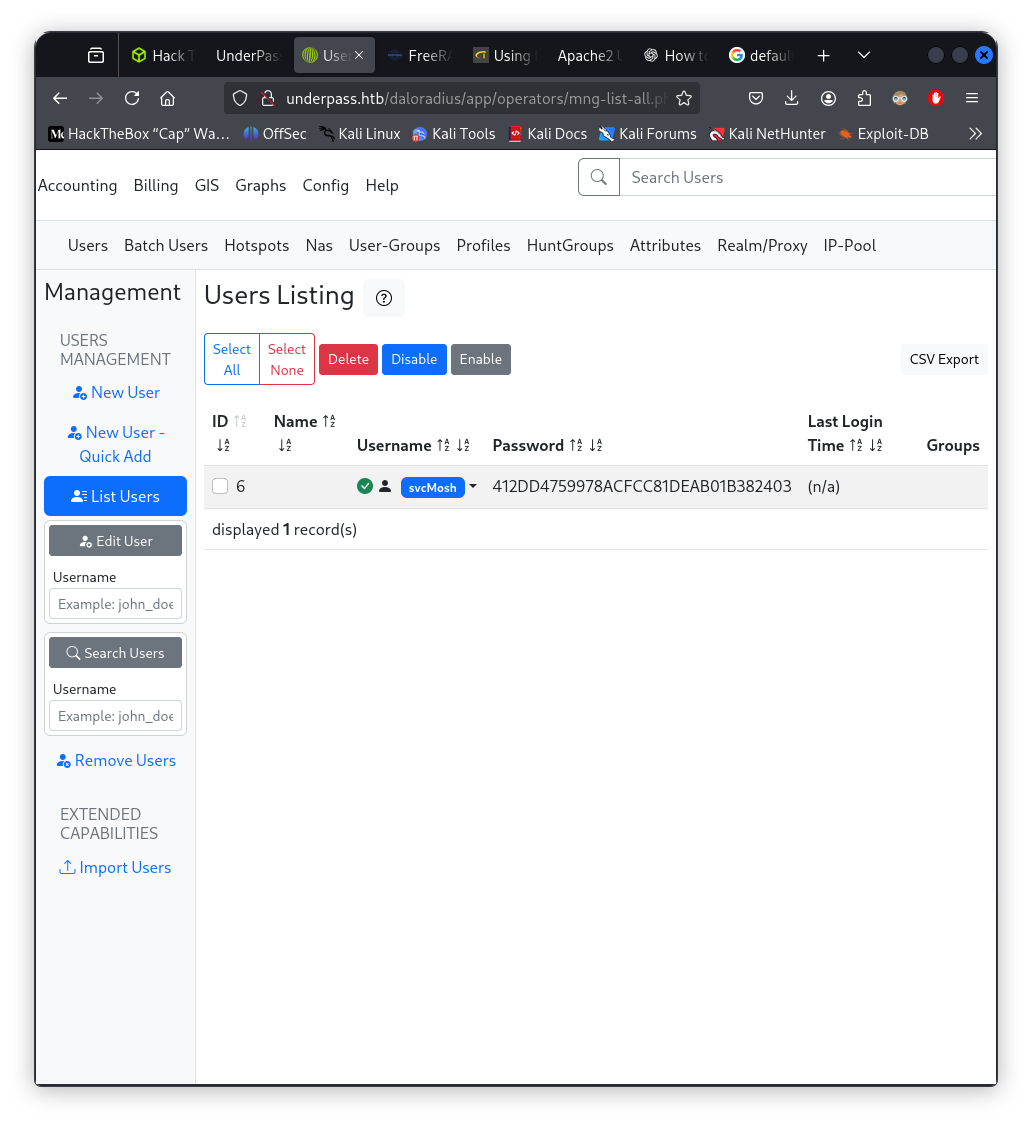 Hack T
UnderPas
Use
FreeRA
Using
Apache2 U
How to
defaul
underpass.htb/daloradius/app/operators/mng-list-all.ph
HackTheBox “Cap” Wa…
OffSec
Kali Linux
Kali Tools
Kali Docs
Kali Forums
Kali NetHunter
Exploit-DB
Accounting
Billing
GIS
Graphs
Config
Help
Search Users
Users
Batch Users
Hotspots
Nas
User-Groups
Profiles
HuntGroups
Attributes
Realm/Proxy
IP-Pool
Management
USERS
MANAGEMENT
New User
New User -
Quick Add
List Users
Edit User
Username
Example: john_doe
Search Users
Username
Example: john_doe
Remove Users
EXTENDED
CAPABILITIES
Import Users
Users Listing
Select
All
Select
None
Delete
Disable
Enable
CSV Export
ID
Name
Username
Password
Last Login
Time
Groups
6
svcMosh
412DD4759978ACFCC81DEAB01B382403
(n/a)
displayed 1 record(s)